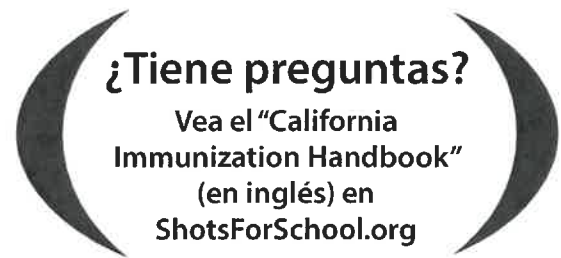 ¿Tiene preguntas?
Vea el “California
Immunization Handbook”
(en inglés) en
ShotsForSchool.org